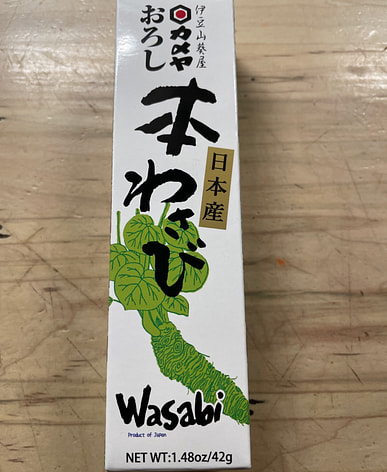 伊豆山葵屋
カメヤ
おろし
本わさび
日本産
Wasabi
Product of Japan
NET WT:1.48oz/42g